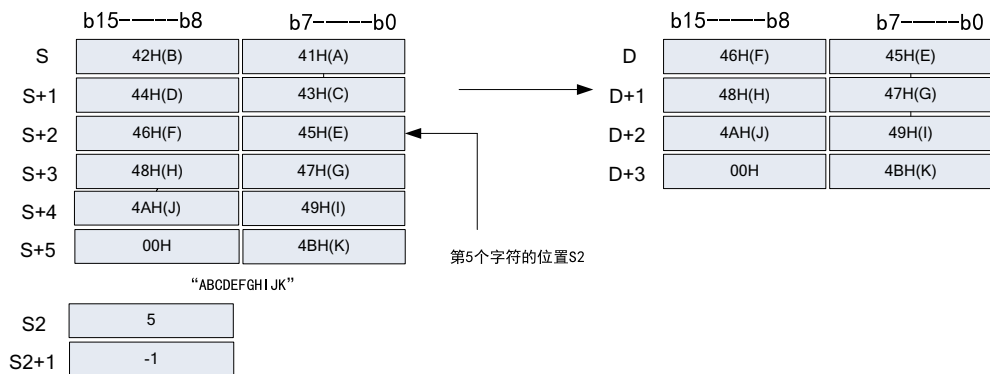 b15-----b8 b7-----b0 b15-----b8 b7-----b0
S 42H(B) 41H(A) D 46H(F) 45H(E)
S+1 44H(D) 43H(C) D+1 48H(H) 47H(G)
S+2 46H(F) 45H(E) D+2 4AH(J) 49H(I)
S+3 48H(H) 47H(G) D+3 00H 4BH(K)
S+4 4AH(J) 49H(I)
S+5 00H 4BH(K) 第5个字符的位置S2
“ABCDEFGHIJK”
S2 5
S2+1 -1